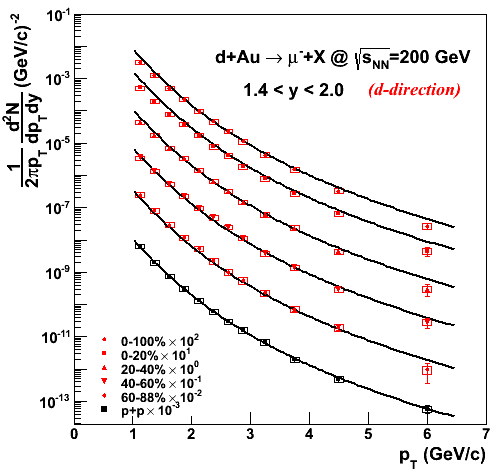 d+Au → μ⁻+X @ √s_NN=200 GeV
1.4 < y < 2.0 (d-direction)
1/2πp_T d²N/dp_Tdy (GeV/c)⁻²
10⁻¹
10⁻³
10⁻⁵
10⁻⁷
10⁻⁹
10⁻¹¹
10⁻¹³
0-100% × 10²
0-20% × 10¹
20-40% × 10⁰
40-60% × 10⁻¹
60-88% × 10⁻²
p+p × 10⁻³
0 1 2 3 4 5 6 7
p_T (GeV/c)